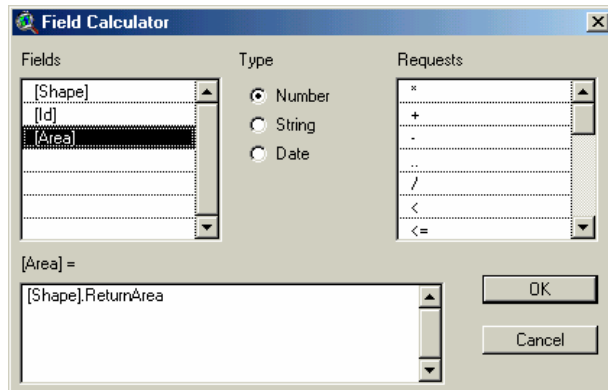 Field Calculator
Fields
Type
Requests
[Shape]
[Id]
[Area]
Number
String
Date
*
+
-
..
/
<
<=
[Area] =
[Shape].ReturnArea
OK
Cancel